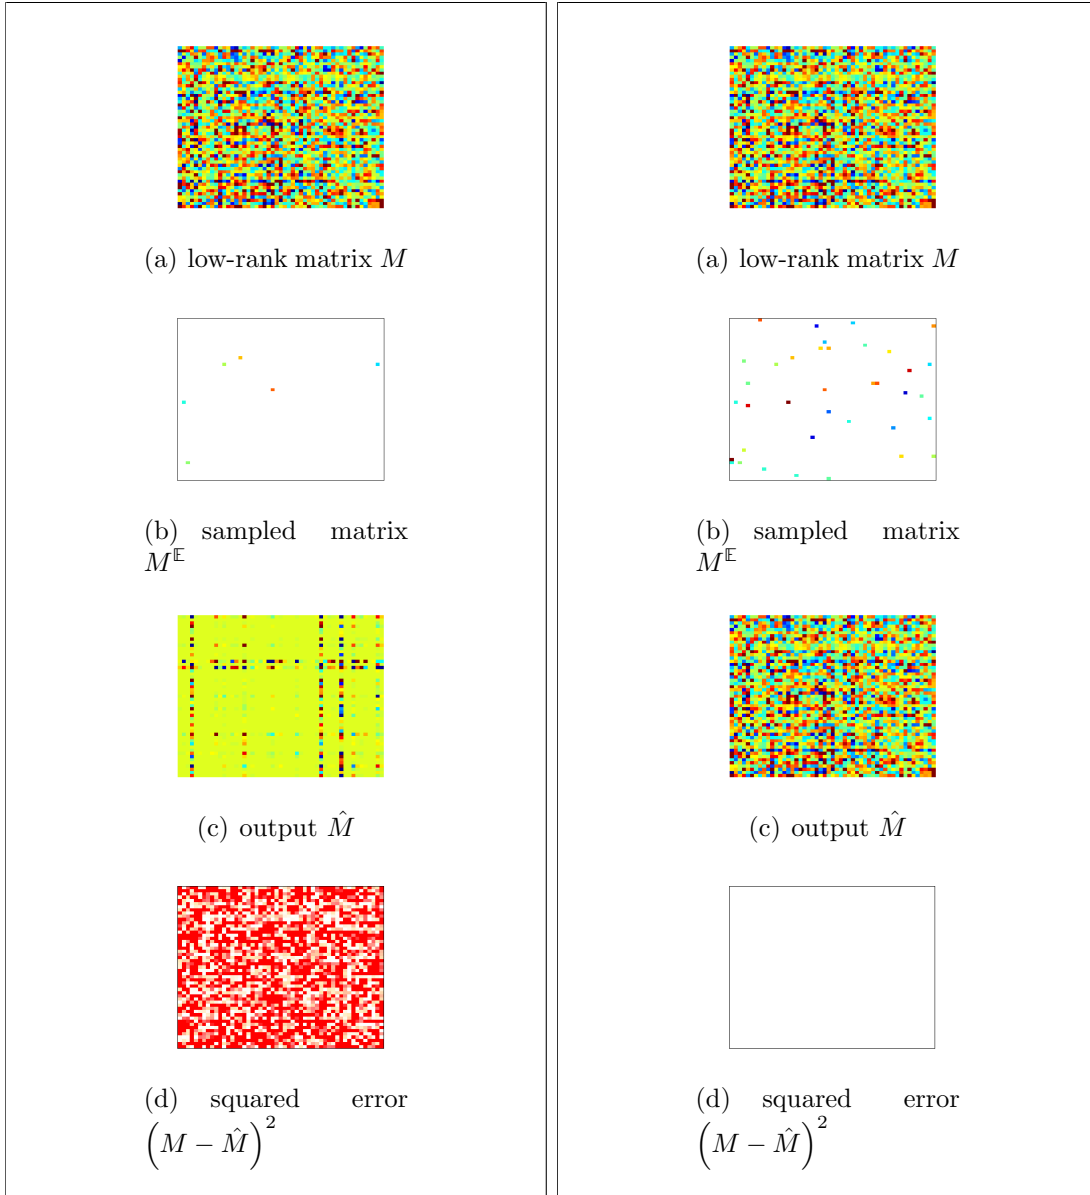 (a) low-rank matrix M
(b) sampled matrix
M^𝔼
(c) output M̂
(d) squared error
(M − M̂)^2
(a) low-rank matrix M
(b) sampled matrix
M^𝔼
(c) output M̂
(d) squared error
(M − M̂)^2